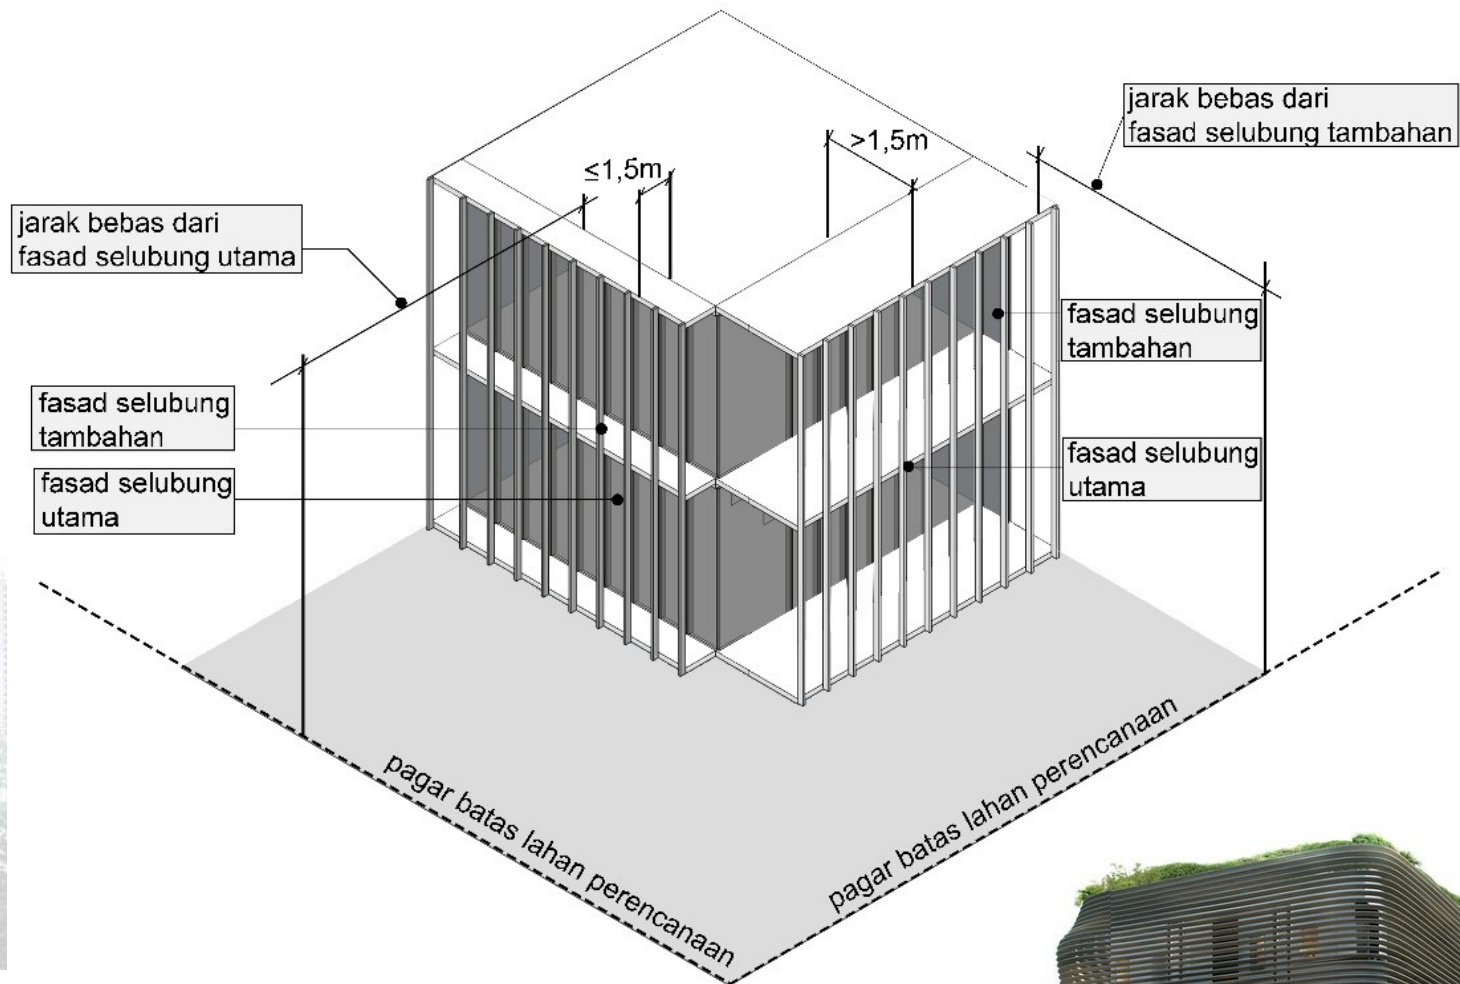 jarak bebas dari
fasad selubung tambahan
>1,5m
≤1,5m
jarak bebas dari
fasad selubung utama
fasad selubung
tambahan
fasad selubung
tambahan
fasad selubung
utama
fasad selubung
utama
pagar batas lahan perencanaan
pagar batas lahan perencanaan